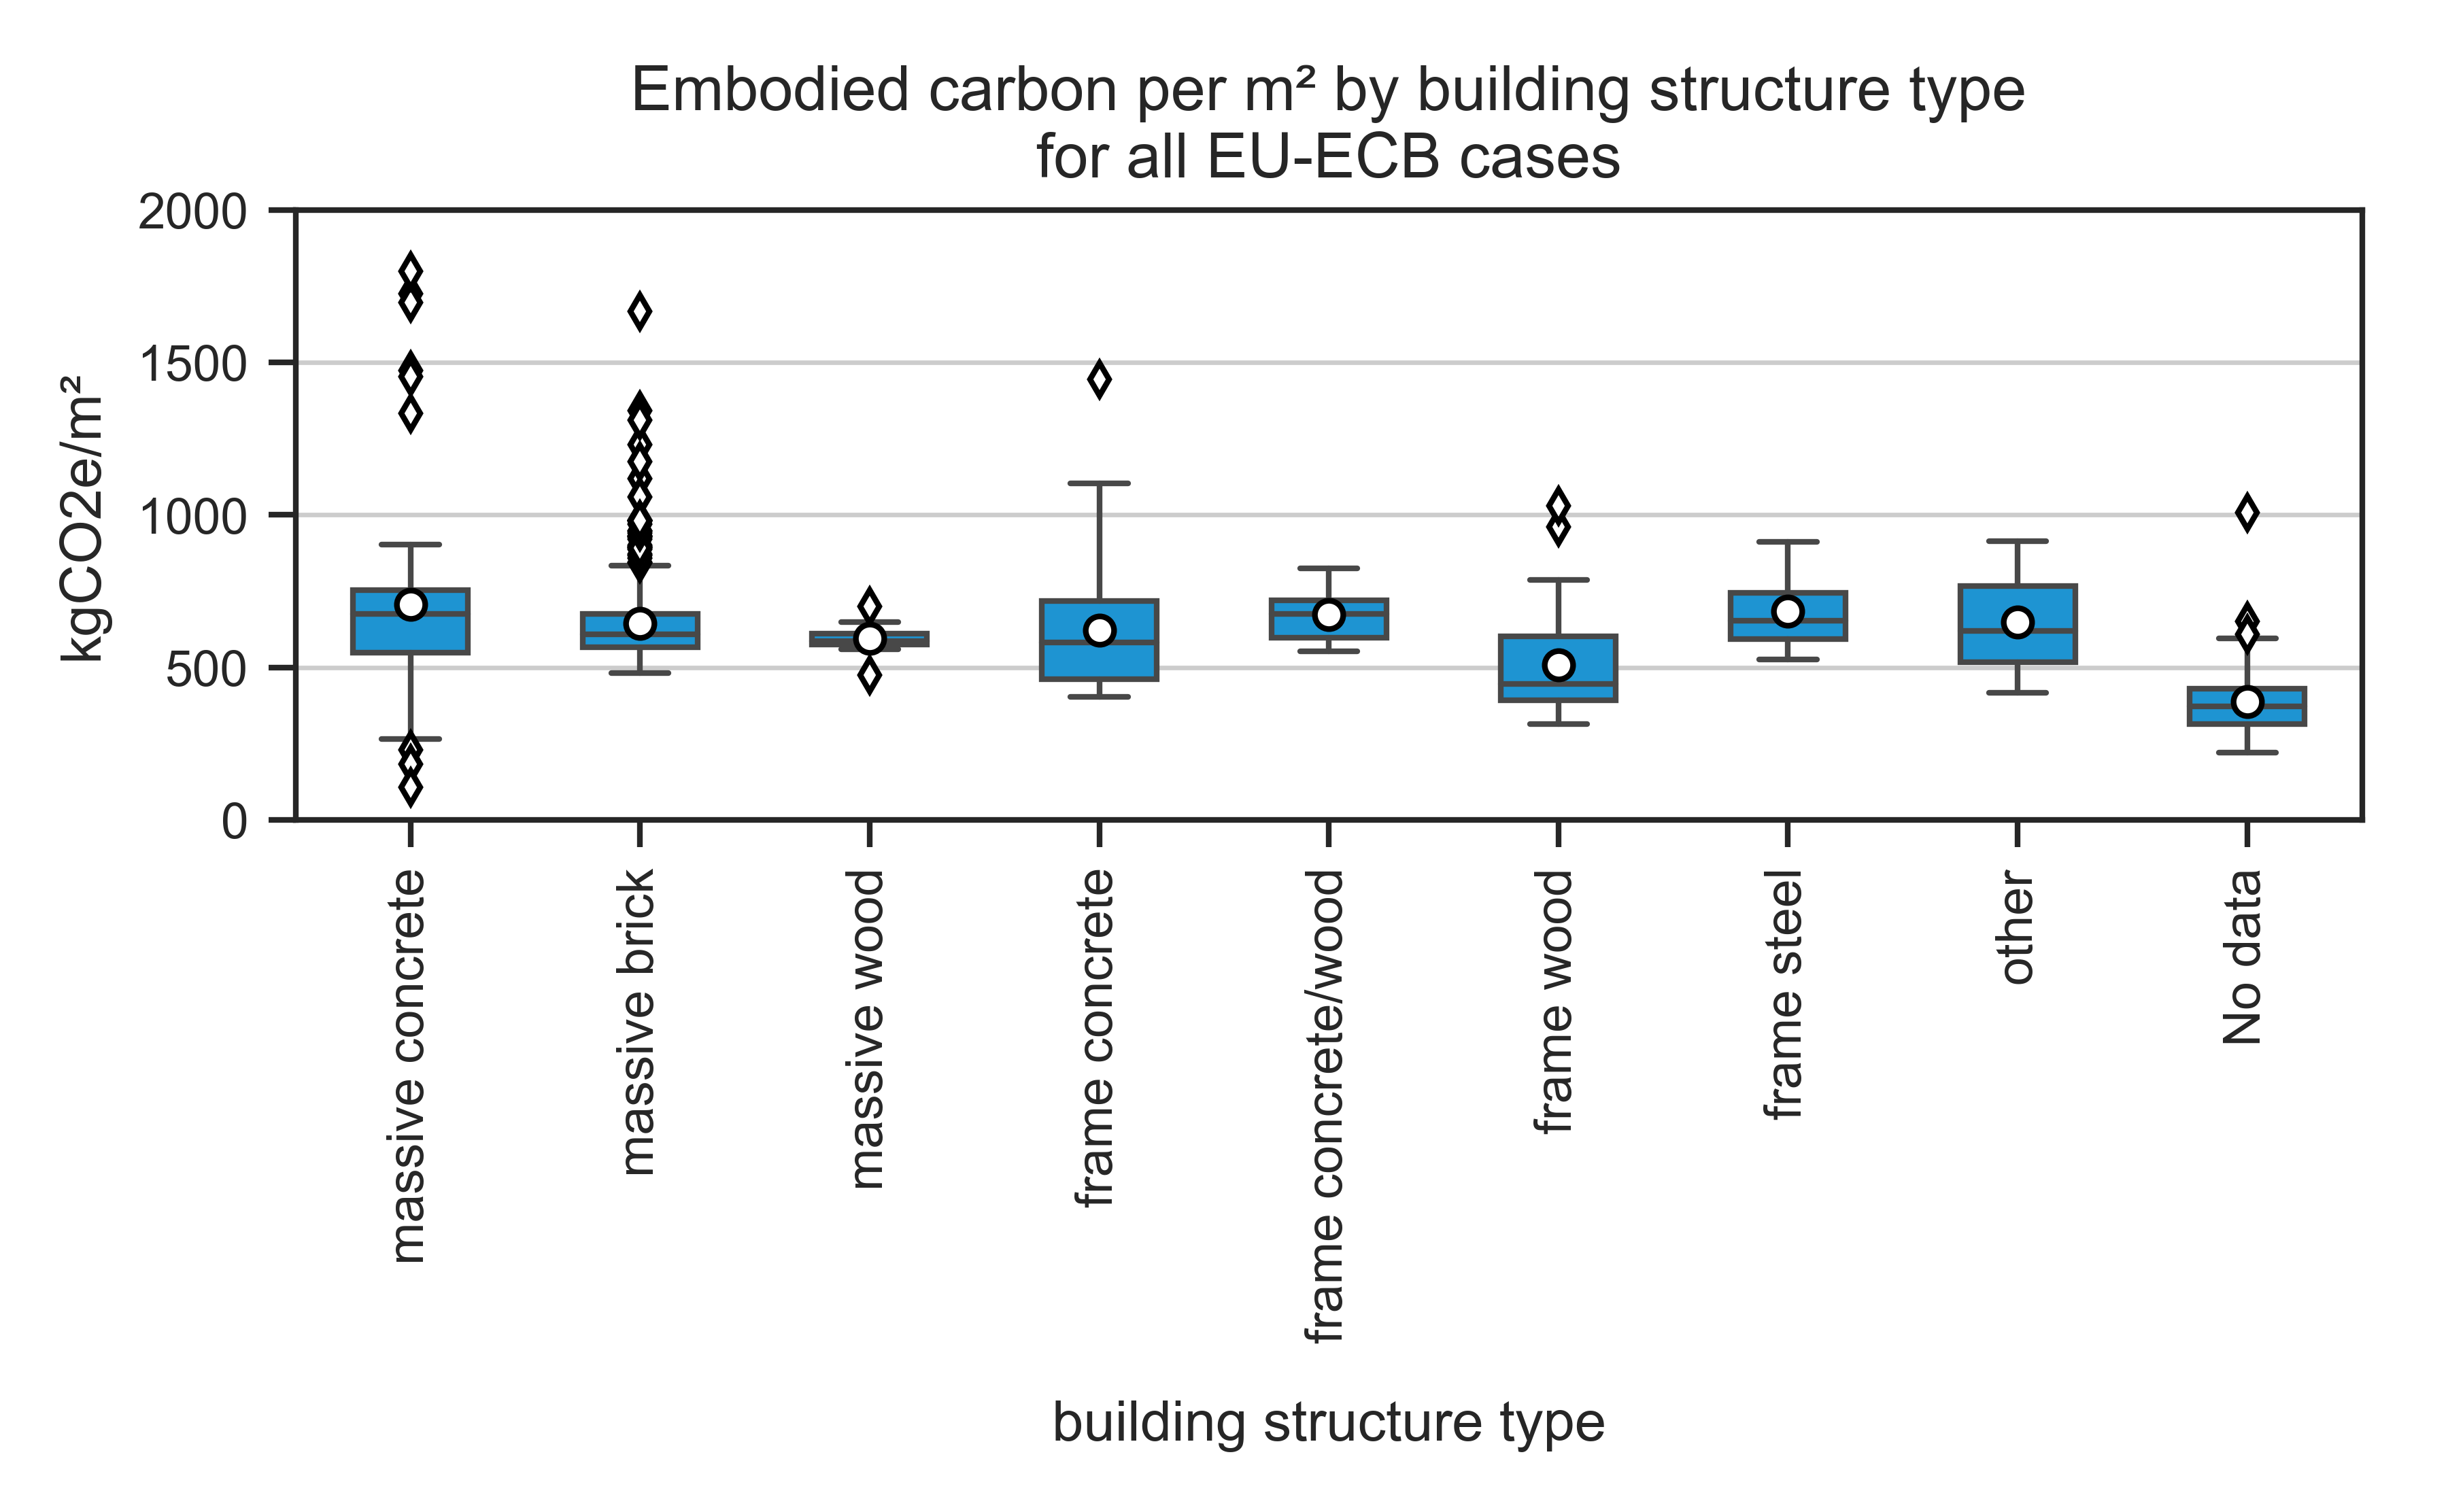 Embodied carbon per m² by building structure type
for all EU-ECB cases
kgCO2e/m²
2000
1500
1000
500
0
massive concrete
massive brick
massive wood
frame concrete
frame concrete/wood
frame wood
frame steel
other
No data
building structure type